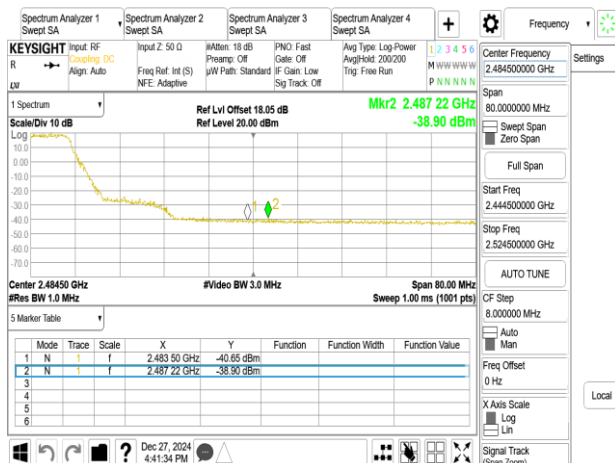 Spectrum Analyzer 1
Swept SA
Spectrum Analyzer 2
Swept SA
Spectrum Analyzer 3
Swept SA
Spectrum Analyzer 4
Swept SA
+
Frequency
KEYSIGHT
R
Input: RF
Coupling: DC
Align: Auto
Input Z: 50 Ω
Freq Ref: Int (S)
NFE: Adaptive
#Atten: 18 dB
Preamp: Off
µW Path: Standard
PNO: Fast
Gate: Off
IF Gain: Low
Sig Track: Off
Avg Type: Log-Power
Avg|Hold: 200/200
Trig: Free Run
1 2 3 4 5 6
M W W W W W
P N N N N N
1 Spectrum
Scale/Div 10 dB
Ref Lvl Offset 18.05 dB
Ref Level 20.00 dBm
Mkr2 2.487 22 GHz
-38.90 dBm
Log
10.0
0.00
-10.0
-20.0
-30.0
-40.0
-50.0
-60.0
-70.0
1
2
Center 2.48450 GHz
#Video BW 3.0 MHz
Span 80.00 MHz
#Res BW 1.0 MHz
Sweep 1.00 ms (1001 pts)
5 Marker Table
Mode Trace Scale X Y Function Function Width Function Value
1 N 1 f 2.483 50 GHz -40.65 dBm
2 N 1 f 2.487 22 GHz -38.90 dBm
3
4
5
6
Dec 27, 2024
4:41:34 PM
?
Center Frequency
2.484500000 GHz
Settings
Span
80.0000000 MHz
Swept Span
Zero Span
Full Span
Start Freq
2.444500000 GHz
Stop Freq
2.524500000 GHz
AUTO TUNE
CF Step
8.000000 MHz
Auto
Man
Freq Offset
0 Hz
Local
X Axis Scale
Log
Lin
Signal Track
(Span Zoom)